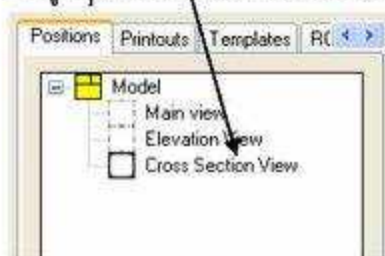 Positions Printouts Templates
Model
Main view
Elevation View
Cross Section View